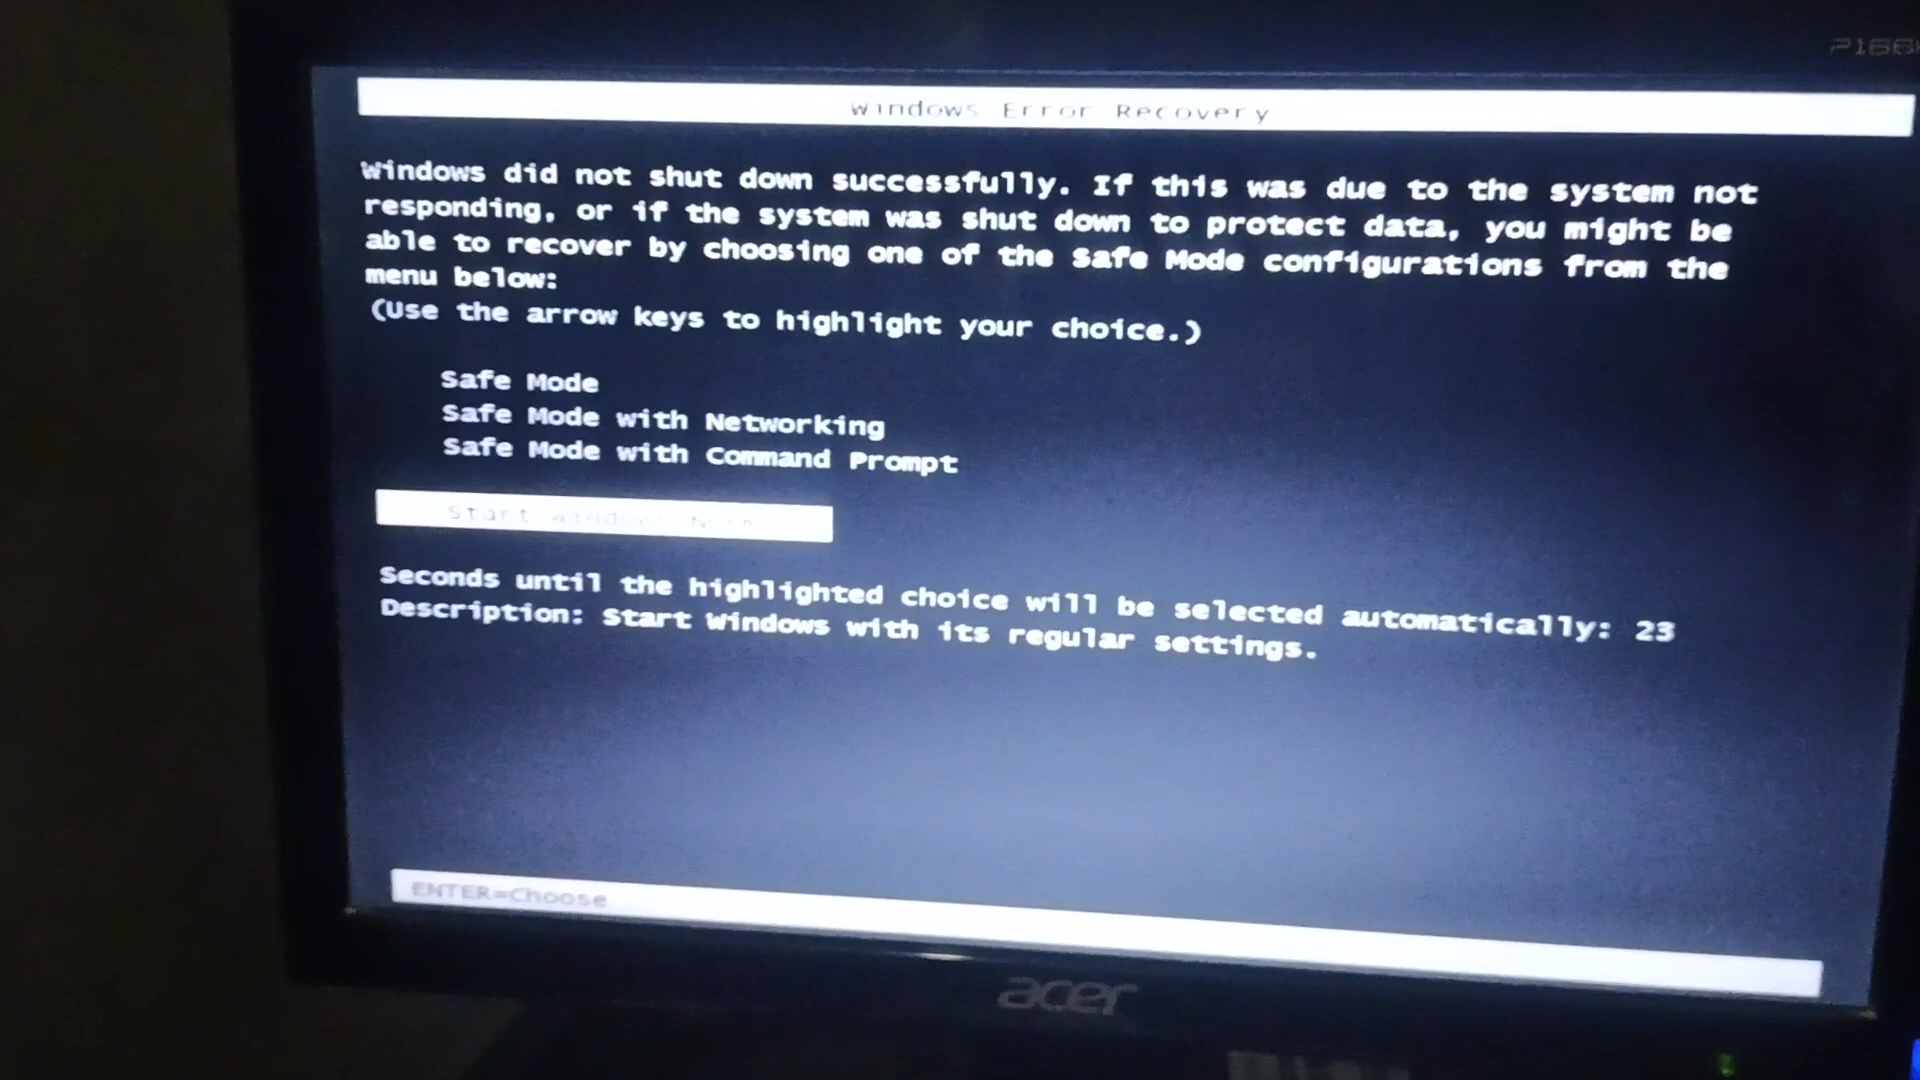 P166H
Windows Error Recovery
Windows did not shut down successfully. If this was due to the system not
responding, or if the system was shut down to protect data, you might be
able to recover by choosing one of the Safe Mode configurations from the
menu below:
(Use the arrow keys to highlight your choice.)
Safe Mode
Safe Mode with Networking
Safe Mode with Command Prompt
Start Windows Normally
Seconds until the highlighted choice will be selected automatically: 23
Description: Start Windows with its regular settings.
ENTER=Choose
acer